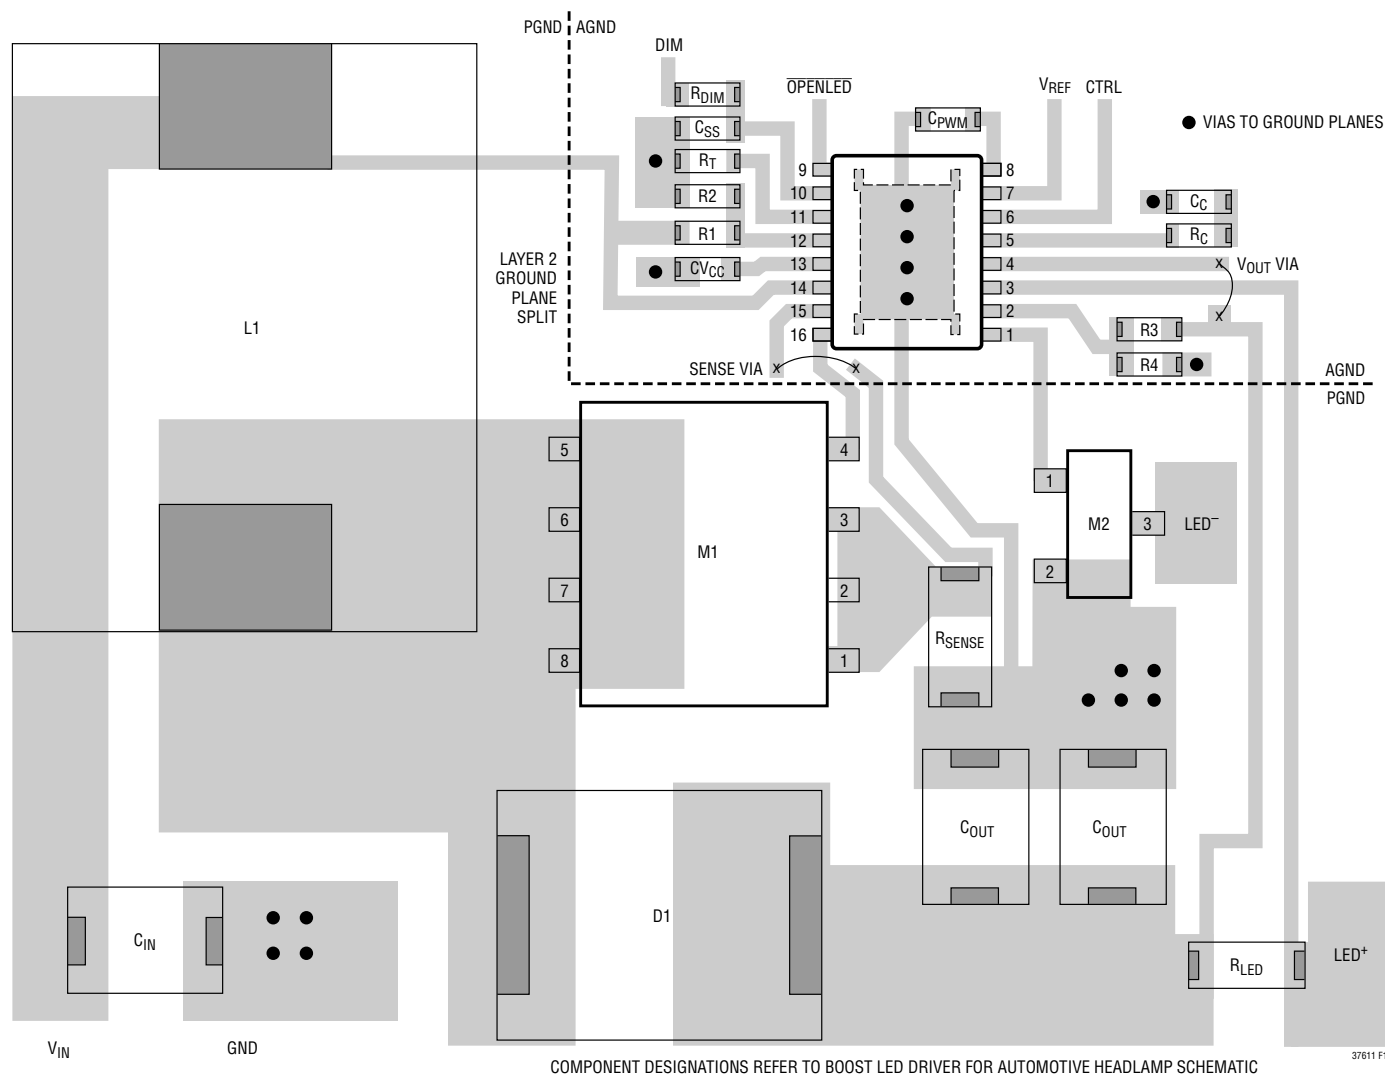 PGND AGND
DIM
OPENLED
VREF CTRL
RDIM
CSS
RT
R2
R1
CVCC
CPWM
VIAS TO GROUND PLANES
9
10
11
12
13
14
15
16
8
7
6
5
4
3
2
1
CC
RC
VOUT VIA
X
X
R3
R4
LAYER 2
GROUND
PLANE
SPLIT
SENSE VIA X X
AGND
PGND
L1
5
6
7
8
M1
4
3
2
1
1
2
M2
3
LED–
RSENSE
COUT
COUT
CIN
D1
RLED
LED+
VIN
GND
COMPONENT DESIGNATIONS REFER TO BOOST LED DRIVER FOR AUTOMOTIVE HEADLAMP SCHEMATIC